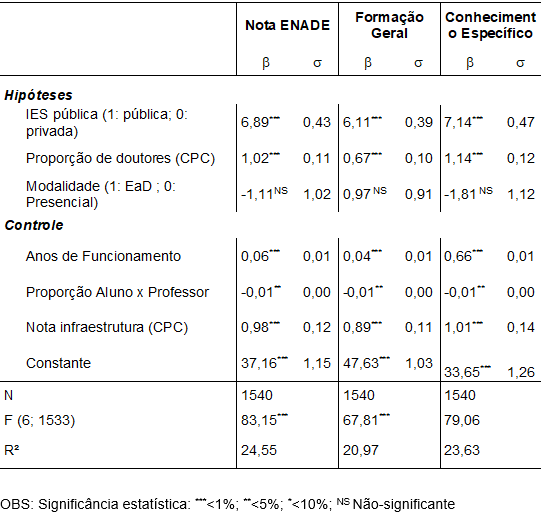 Nota ENADE Formação Geral Conhecimento Específico
β σ β σ β σ
Hipóteses
IES pública (1: pública; 0: privada) 6,89*** 0,43 6,11*** 0,39 7,14*** 0,47
Proporção de doutores (CPC) 1,02*** 0,11 0,67*** 0,10 1,14*** 0,12
Modalidade (1: EaD ; 0: Presencial) -1,11NS 1,02 0,97 NS 0,91 -1,81 NS 1,12
Controle
Anos de Funcionamento 0,06*** 0,01 0,04*** 0,01 0,66*** 0,01
Proporção Aluno x Professor -0,01** 0,00 -0,01** 0,00 -0,01** 0,00
Nota infraestrutura (CPC) 0,98*** 0,12 0,89*** 0,11 1,01*** 0,14
Constante 37,16*** 1,15 47,63*** 1,03 33,65*** 1,26
N 1540 1540 1540
F (6; 1533) 83,15*** 67,81*** 79,06
R² 24,55 20,97 23,63
OBS: Significância estatística: ***<1%; **<5%; *<10%; NS Não-significante